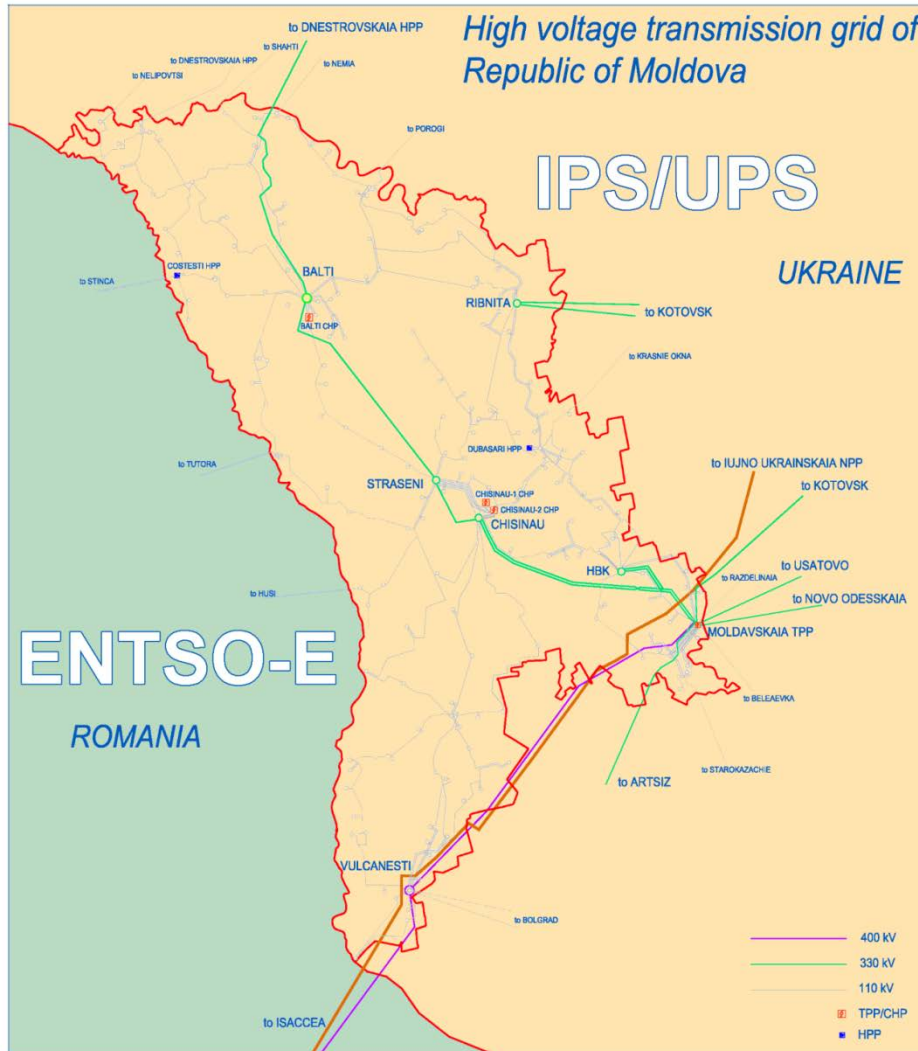 High voltage transmission grid of
Republic of Moldova
to DNESTROVSKAIA HPP
to SHAHTI
to DNESTROVSKAIA HPP
to NEMIA
to NELIPOVTSI
to POROGI
IPS/UPS
UKRAINE
COSTESTI HPP
to STINCA
BALTI
BALTI CHP
RIBNITA
to KOTOVSK
to KRASNIE OKNA
DUBASARI HPP
to TUTORA
STRASENI
CHISINAU-1 CHP
CHISINAU-2 CHP
CHISINAU
to IUJNO UKRAINSKAIA NPP
to KOTOVSK
HBK
to USATOVO
to RAZDELINAIA
to HUSI
to NOVO ODESSKAIA
MOLDAVSKAIA TPP
ENTSO-E
ROMANIA
to BELEAEVKA
to STAROKAZACHIE
to ARTSIZ
VULCANESTI
to BOLGRAD
to ISACCEA
400 kV
330 kV
110 kV
TPP/CHP
HPP